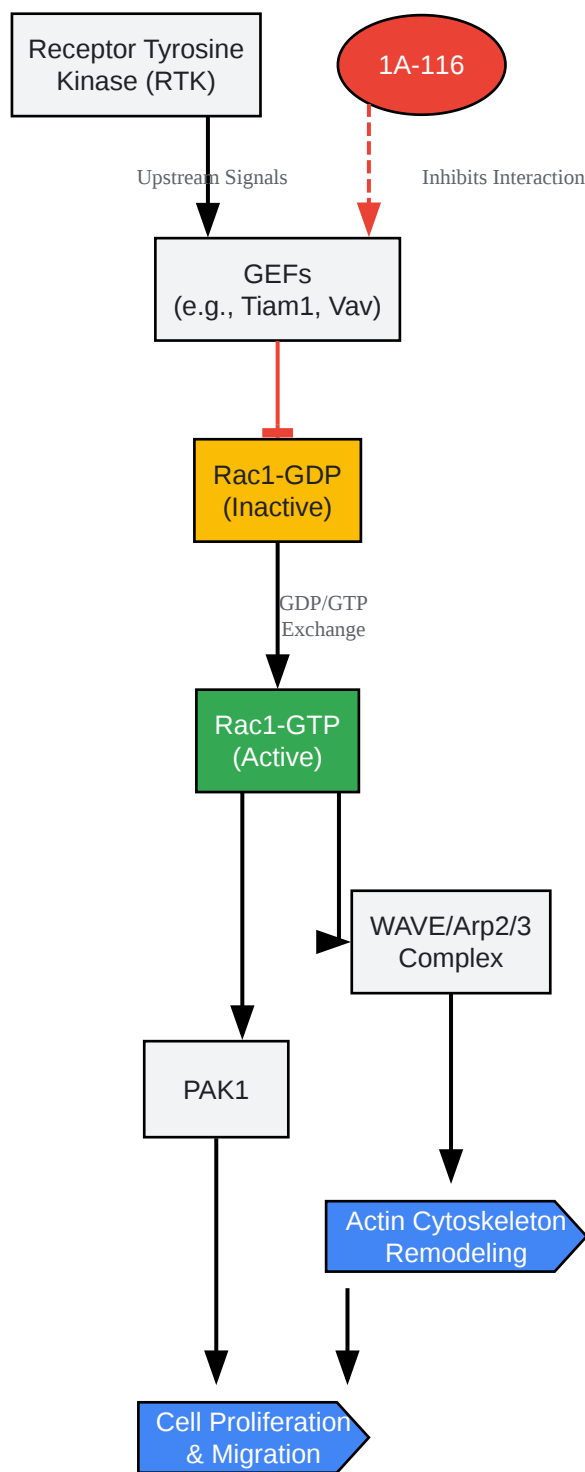 Receptor Tyrosine
Kinase (RTK)
1A-116
Upstream Signals
Inhibits Interaction
GEFs
(e.g., Tiam1, Vav)
Rac1-GDP
(Inactive)
GDP/GTP
Exchange
Rac1-GTP
(Active)
WAVE/Arp2/3
Complex
PAK1
Actin Cytoskeleton
Remodeling
Cell Proliferation
& Migration